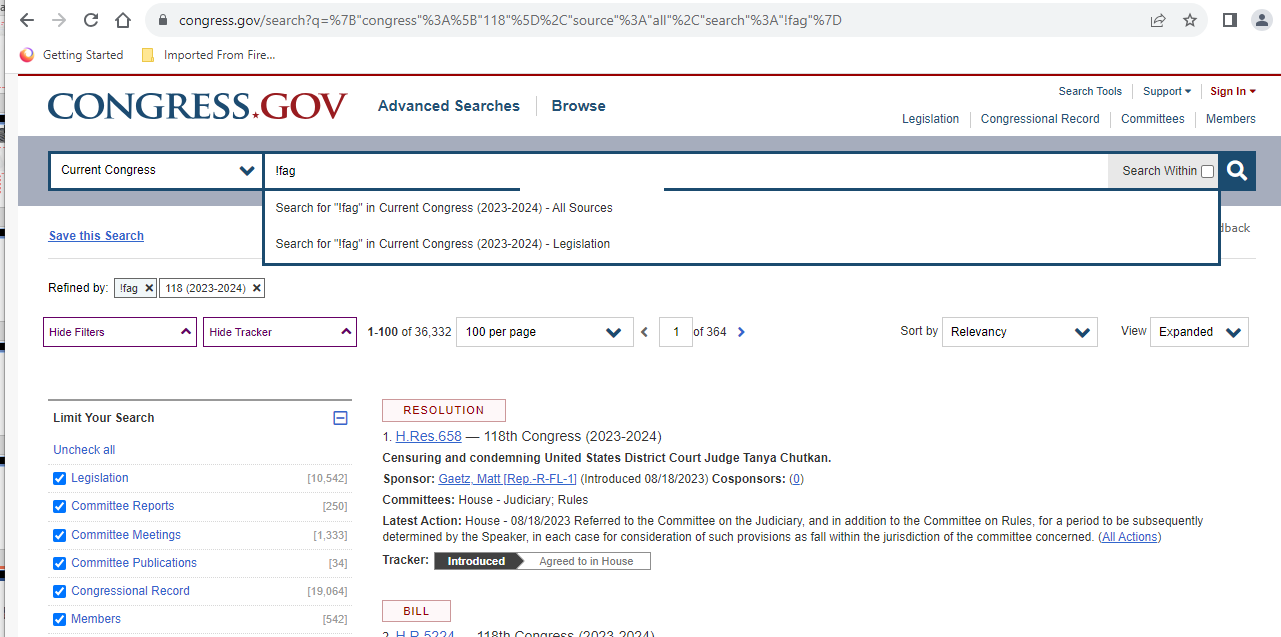 congress.gov/search?q=%7B"congress"%3A%5B"118"%5D%2C"source"%3A"all"%2C"search"%3A"!fag"%7D
Getting Started Imported From Fire...
CONGRESS.GOV Advanced Searches Browse
Search Tools Support Sign In
Legislation Congressional Record Committees Members
Current Congress !fag Search Within
Search for "!fag" in Current Congress (2023-2024) - All Sources
Save this Search dback
Search for "!fag" in Current Congress (2023-2024) - Legislation
Refined by: !fag × 118 (2023-2024) ×
Hide Filters Hide Tracker 1-100 of 36,332 100 per page 1 of 364 Sort by Relevancy View Expanded
Limit Your Search
Uncheck all
Legislation [10,542]
Committee Reports [250]
Committee Meetings [1,333]
Committee Publications [34]
Congressional Record [19,064]
Members [542]
RESOLUTION
1. H.Res.658 — 118th Congress (2023-2024)
Censuring and condemning United States District Court Judge Tanya Chutkan.
Sponsor: Gaetz, Matt [Rep.-R-FL-1] (Introduced 08/18/2023) Cosponsors: (0)
Committees: House - Judiciary; Rules
Latest Action: House - 08/18/2023 Referred to the Committee on the Judiciary, and in addition to the Committee on Rules, for a period to be subsequently
determined by the Speaker, in each case for consideration of such provisions as fall within the jurisdiction of the committee concerned. (All Actions)
Tracker: Introduced Agreed to in House
BILL
2. H.R.5224 — 118th Congress (2023-2024)